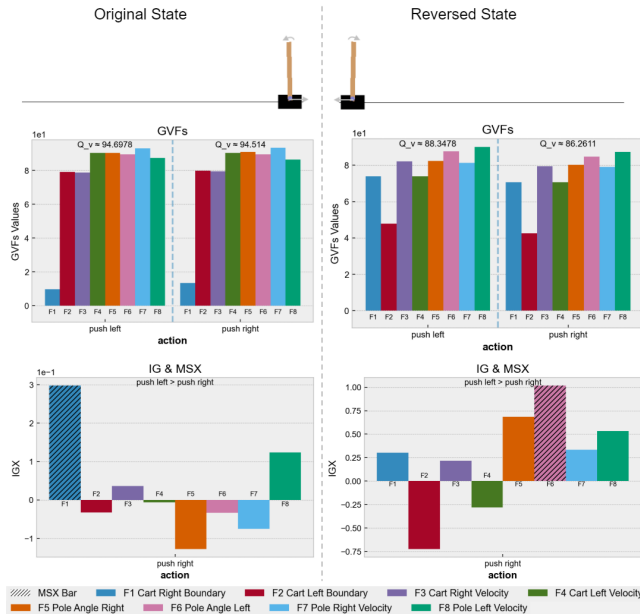 Original State
Reversed State
GVFs
1e1
Q_v ≈ 94.6978
Q_v ≈ 94.514
GVFs Values
8
6
4
2
0
F1 F2 F3 F4 F5 F6 F7 F8
F1 F2 F3 F4 F5 F6 F7 F8
push left
push right
action
GVFs
1e1
Q_v ≈ 88.3478
Q_v ≈ 86.2611
GVFs Values
8
6
4
2
0
F1 F2 F3 F4 F5 F6 F7 F8
F1 F2 F3 F4 F5 F6 F7 F8
push left
push right
action
IG & MSX
1e−1
push left > push right
IGX
3
2
1
0
−1
F1 F2 F3 F4 F5 F6 F7 F8
push right
action
IG & MSX
push left > push right
IGX
1.00
0.75
0.50
0.25
0.00
−0.25
−0.50
−0.75
F1 F2 F3 F4 F5 F6 F7 F8
push right
action
MSX Bar F1 Cart Right Boundary F2 Cart Left Boundary F3 Cart Right Velocity F4 Cart Left Velocity
F5 Pole Angle Right F6 Pole Angle Left F7 Pole Right Velocity F8 Pole Left Velocity